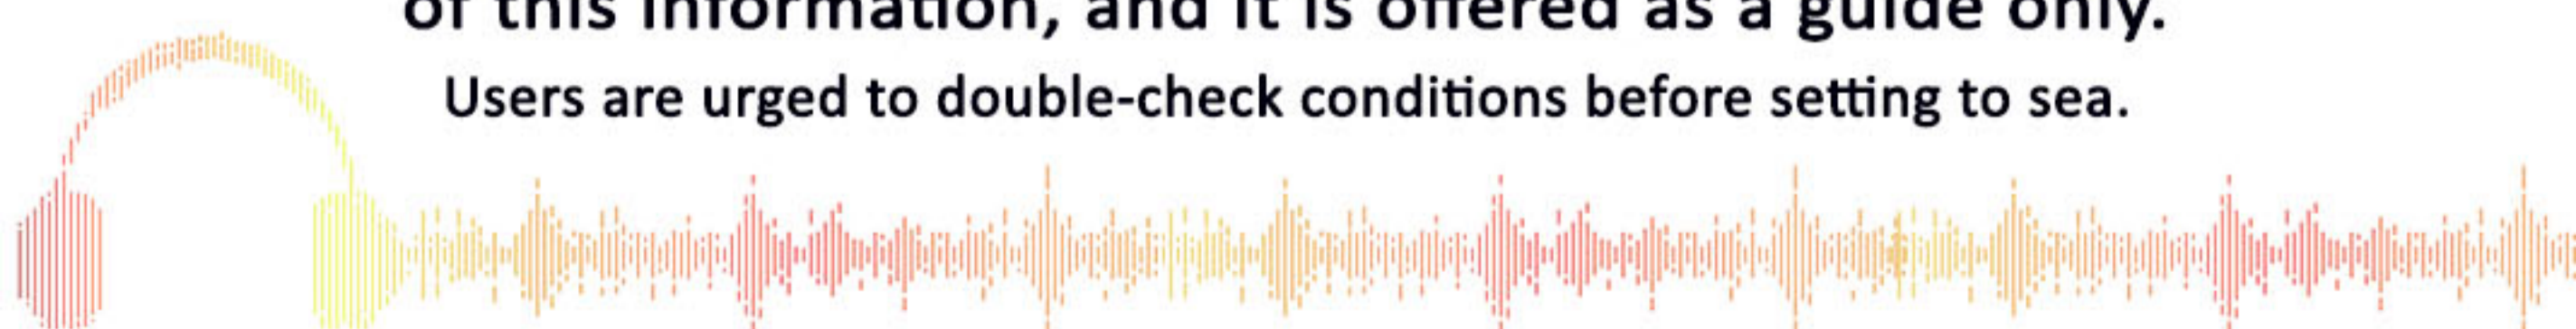 of this information, and it is offered as a guide only.
Users are urged to double-check conditions before setting to sea.